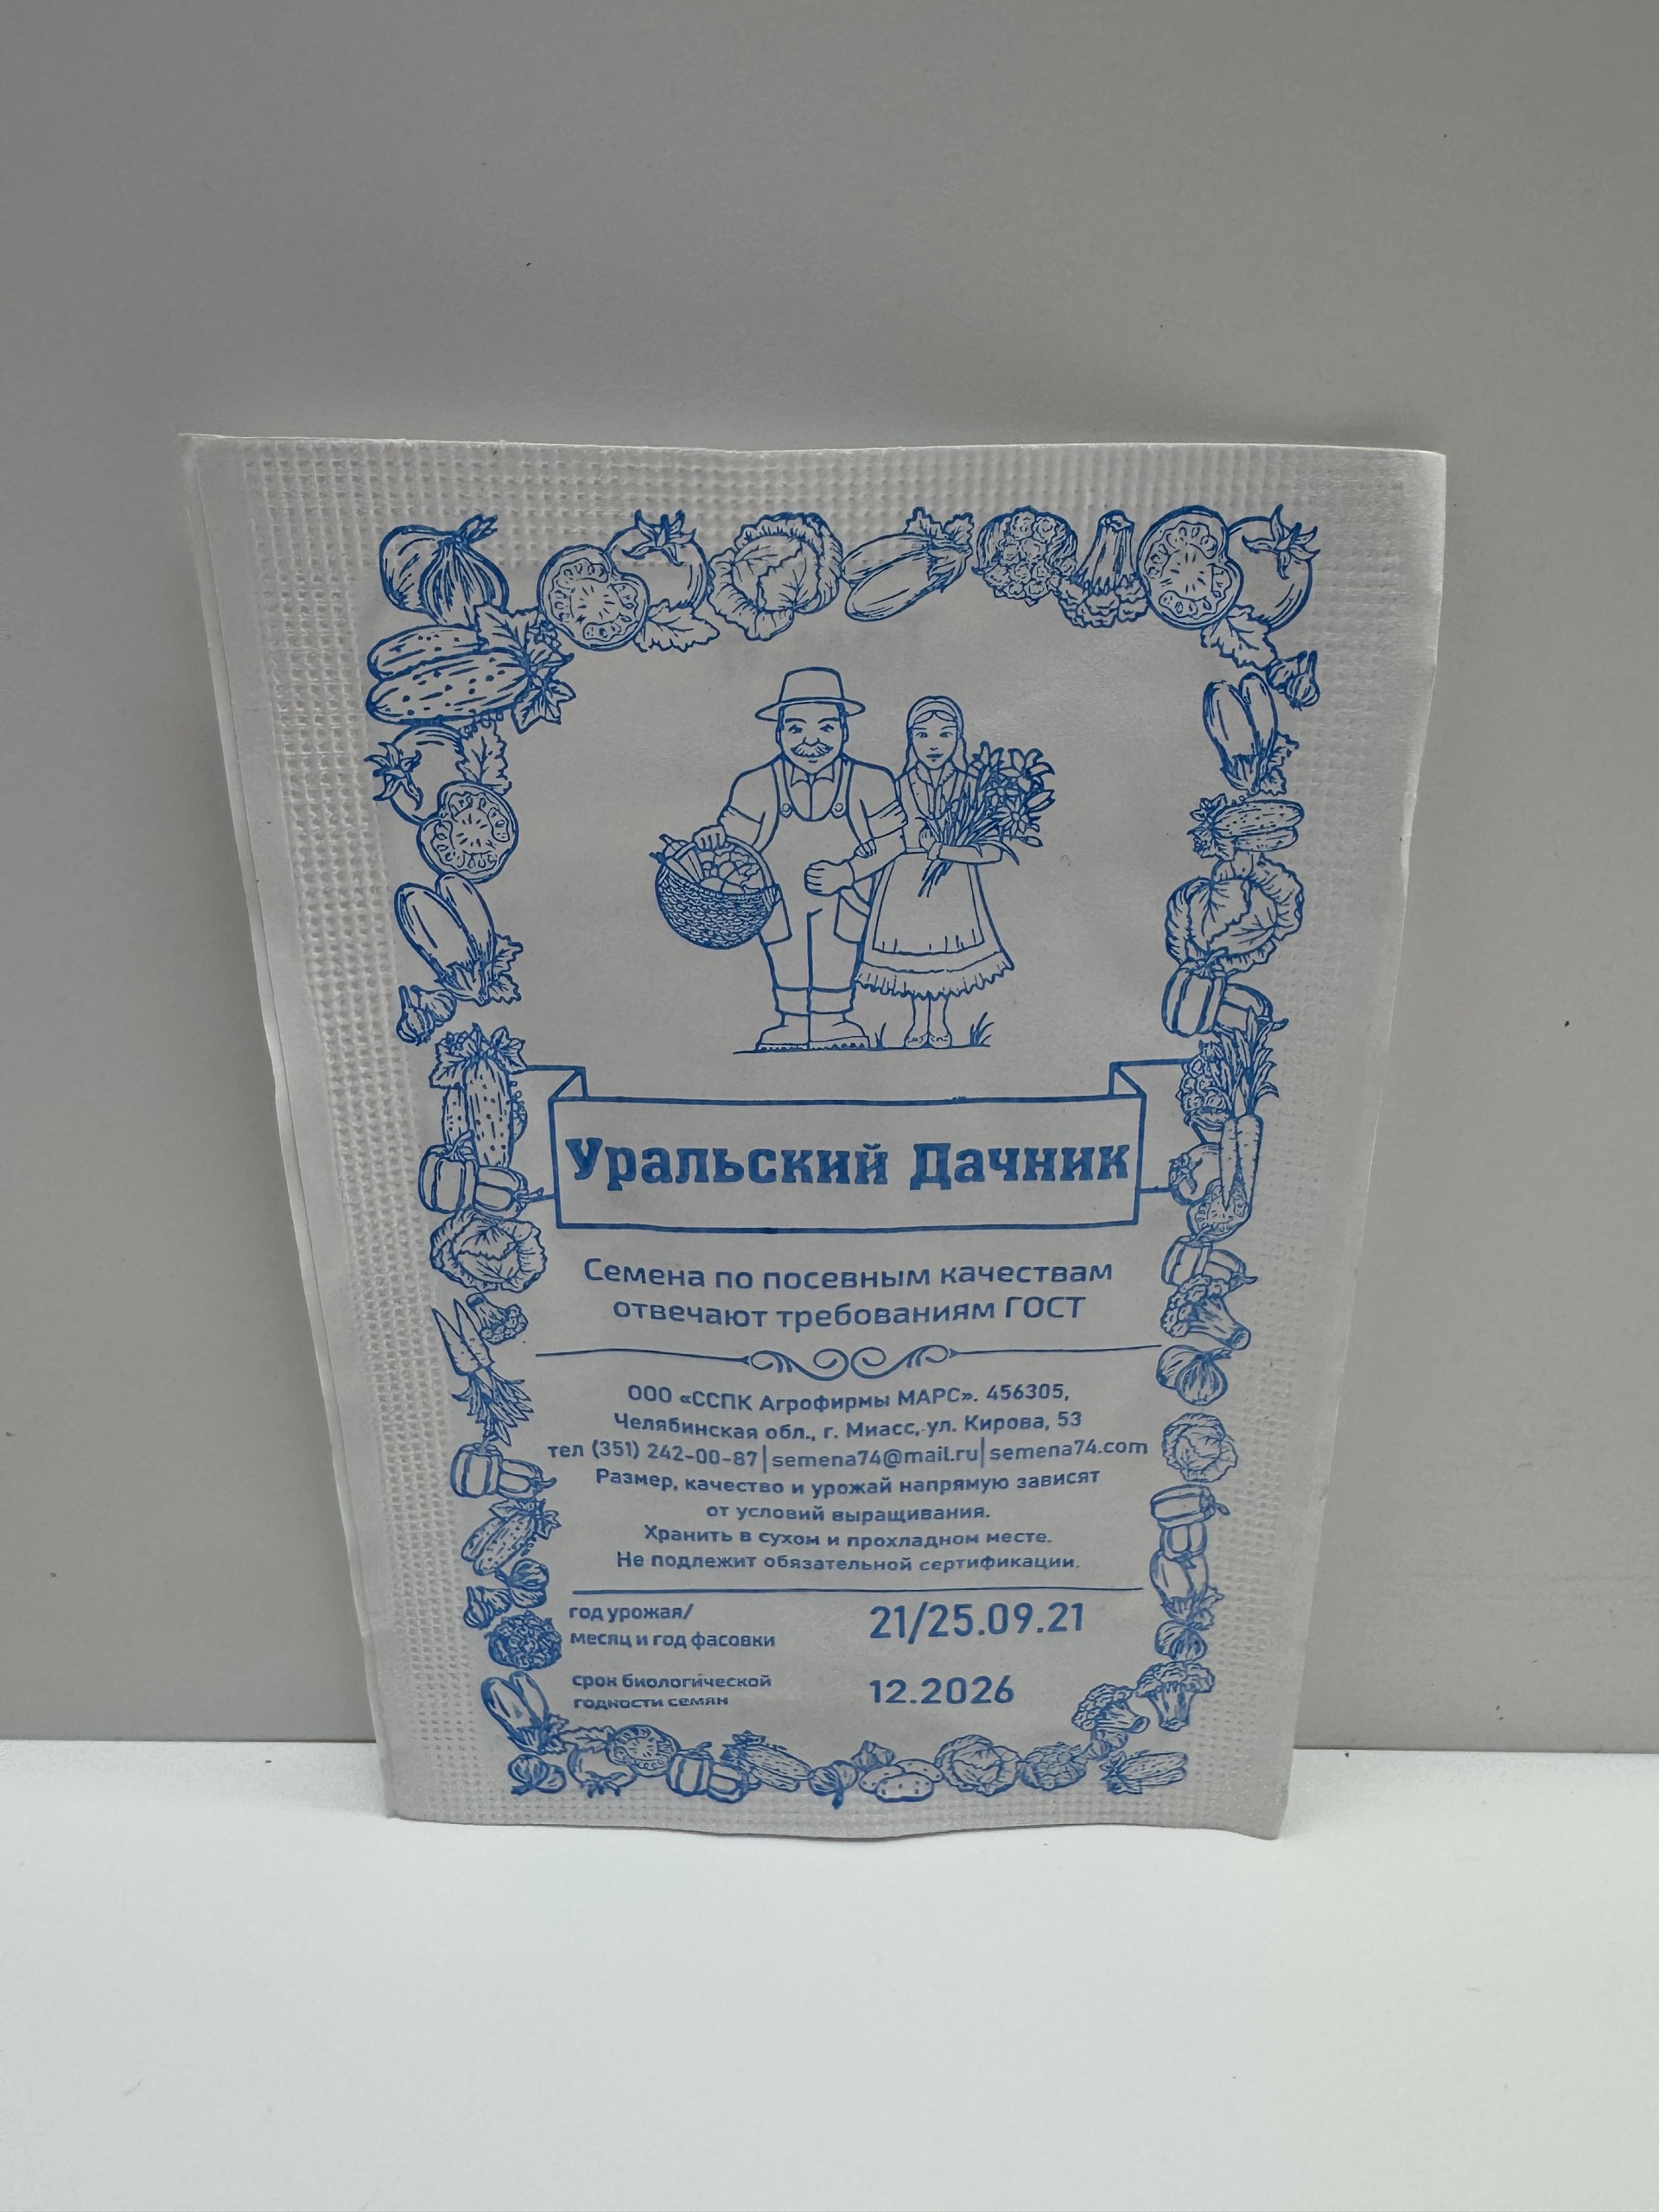 Уральский Дачник
Семена по посевным качествам
отвечают требованиям ГОСТ
ООО «ССПК Агрофирмы МАРС». 456305,
Челябинская обл., г. Миасс, ул. Кирова, 53
тел (351) 242-00-87|semena74@mail.ru|semena74.com
Размер, качество и урожай напрямую зависят
от условий выращивания.
Хранить в сухом и прохладном месте.
Не подлежит обязательной сертификации.
год урожая/
месяц и год фасовки 21/25.09.21
срок биологической
годности семян 12.2026